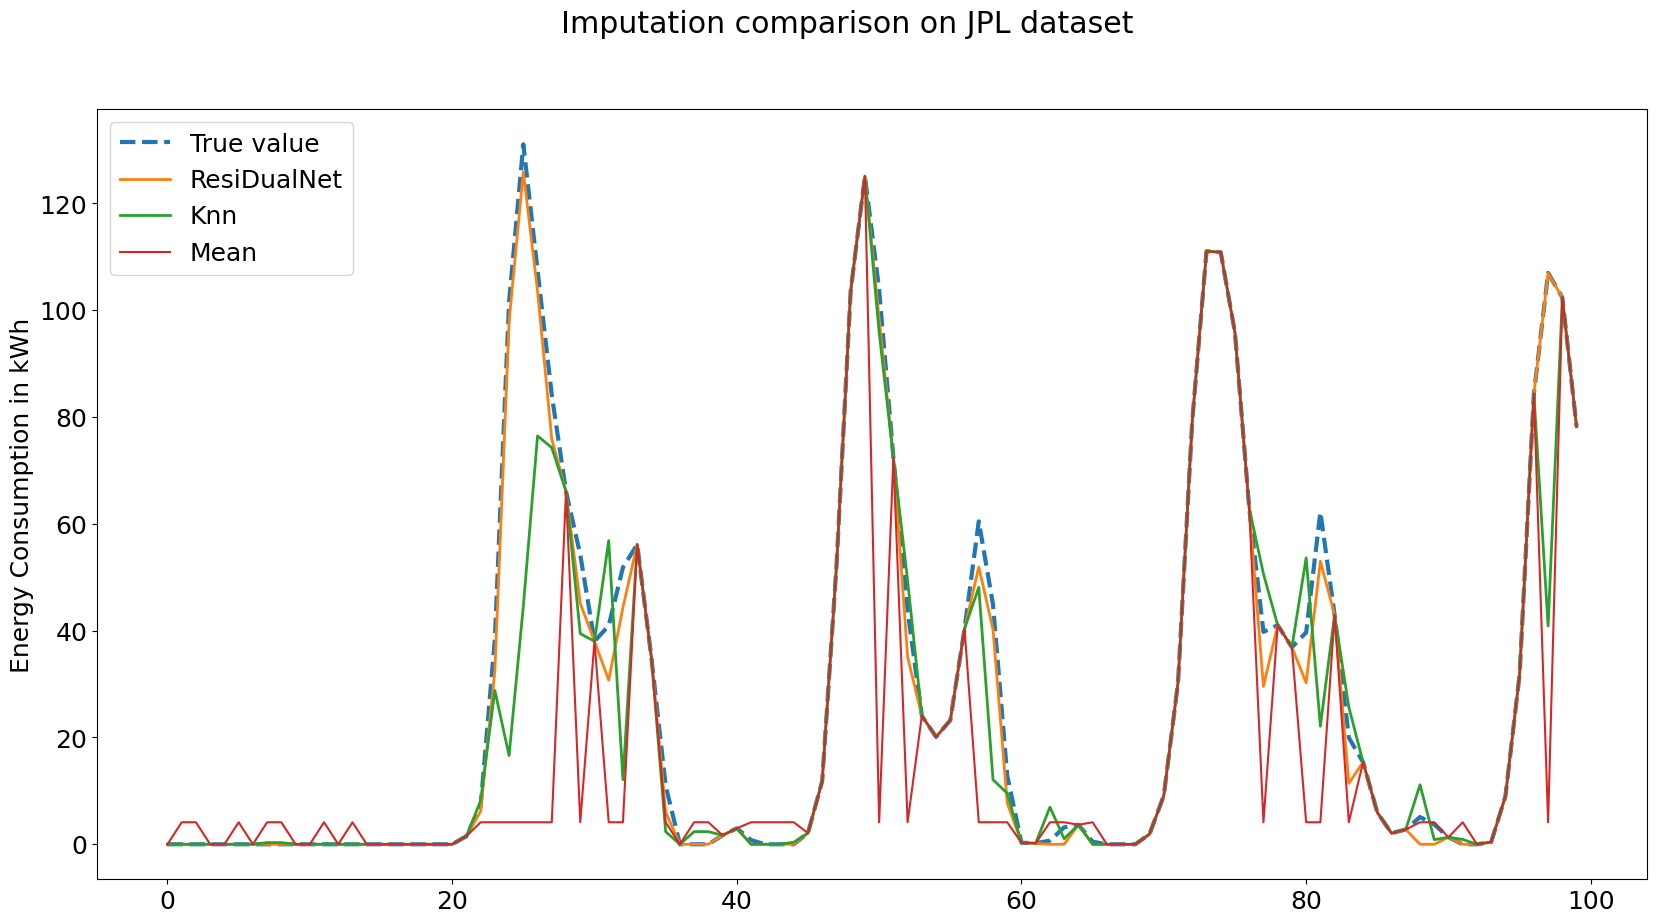 Imputation comparison on JPL dataset
True value
ResiDualNet
Knn
Mean
Energy Consumption in kWh
120
100
80
60
40
20
0
0 20 40 60 80 100